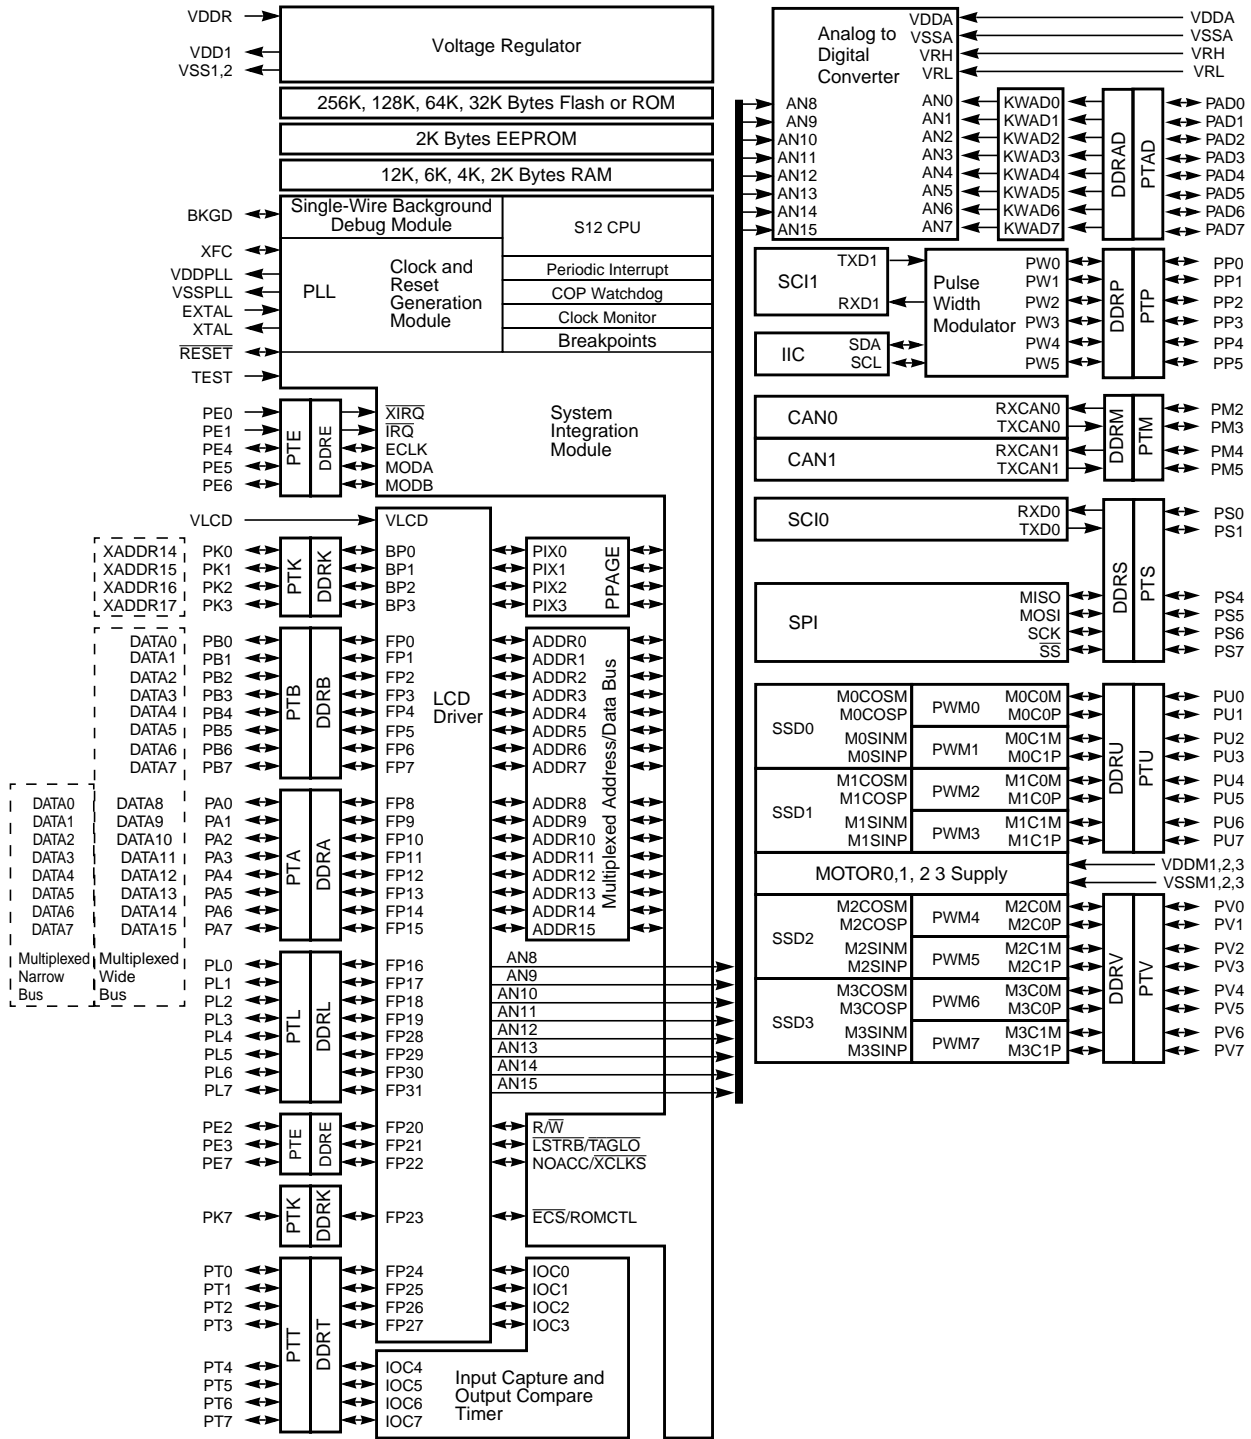 VDDR
VDD1
VSS1,2
Voltage Regulator
256K, 128K, 64K, 32K Bytes Flash or ROM
2K Bytes EEPROM
12K, 6K, 4K, 2K Bytes RAM
BKGD
XFC
VDDPLL
VSSPLL
EXTAL
XTAL
RESET
TEST
Single-Wire Background
Debug Module
S12 CPU
PLL
Clock and
Reset
Generation
Module
Periodic Interrupt
COP Watchdog
Clock Monitor
Breakpoints
System
Integration
Module
PE0
PE1
PE4
PE5
PE6
PTE
DDRE
XIRQ
IRQ
ECLK
MODA
MODB
VLCD
VLCD
XADDR14
XADDR15
XADDR16
XADDR17
PK0
PK1
PK2
PK3
PTK
DDRK
BP0
BP1
BP2
BP3
PIX0
PIX1
PIX2
PIX3
PPAGE
DATA0
DATA1
DATA2
DATA3
DATA4
DATA5
DATA6
DATA7
PB0
PB1
PB2
PB3
PB4
PB5
PB6
PB7
PTB
DDRB
FP0
FP1
FP2
FP3
FP4
FP5
FP6
FP7
LCD
Driver
ADDR0
ADDR1
ADDR2
ADDR3
ADDR4
ADDR5
ADDR6
ADDR7
Multiplexed Address/Data Bus
DATA0
DATA1
DATA2
DATA3
DATA4
DATA5
DATA6
DATA7
Multiplexed
Narrow
Bus
DATA8
DATA9
DATA10
DATA11
DATA12
DATA13
DATA14
DATA15
Multiplexed
Wide
Bus
PA0
PA1
PA2
PA3
PA4
PA5
PA6
PA7
PTA
DDRA
FP8
FP9
FP10
FP11
FP12
FP13
FP14
FP15
ADDR8
ADDR9
ADDR10
ADDR11
ADDR12
ADDR13
ADDR14
ADDR15
PL0
PL1
PL2
PL3
PL4
PL5
PL6
PL7
PTL
DDRL
FP16
FP17
FP18
FP19
FP28
FP29
FP30
FP31
AN8
AN9
AN10
AN11
AN12
AN13
AN14
AN15
PE2
PE3
PE7
PTE
DDRE
FP20
FP21
FP22
R/W
LSTRB/TAGLO
NOACC/XCLKS
PK7
PTK
DDRK
FP23
ECS/ROMCTL
PT0
PT1
PT2
PT3
PT4
PT5
PT6
PT7
PTT
DDRT
FP24
FP25
FP26
FP27
IOC0
IOC1
IOC2
IOC3
IOC4
IOC5
IOC6
IOC7
Input Capture and
Output Compare
Timer
Analog to
Digital
Converter
VDDA
VSSA
VRH
VRL
VDDA
VSSA
VRH
VRL
AN8
AN9
AN10
AN11
AN12
AN13
AN14
AN15
AN0
AN1
AN2
AN3
AN4
AN5
AN6
AN7
KWAD0
KWAD1
KWAD2
KWAD3
KWAD4
KWAD5
KWAD6
KWAD7
DDRAD
PTAD
PAD0
PAD1
PAD2
PAD3
PAD4
PAD5
PAD6
PAD7
SCI1
TXD1
RXD1
IIC
SDA
SCL
Pulse
Width
Modulator
PW0
PW1
PW2
PW3
PW4
PW5
DDRP
PTP
PP0
PP1
PP2
PP3
PP4
PP5
CAN0
RXCAN0
TXCAN0
CAN1
RXCAN1
TXCAN1
DDRM
PTM
PM2
PM3
PM4
PM5
SCI0
RXD0
TXD0
SPI
MISO
MOSI
SCK
SS
DDRS
PTS
PS0
PS1
PS4
PS5
PS6
PS7
SSD0
M0COSM
M0COSP
M0SINM
M0SINP
PWM0
PWM1
M0C0M
M0C0P
M0C1M
M0C1P
SSD1
M1COSM
M1COSP
M1SINM
M1SINP
PWM2
PWM3
M1C0M
M1C0P
M1C1M
M1C1P
DDRU
PTU
PU0
PU1
PU2
PU3
PU4
PU5
PU6
PU7
MOTOR0,1, 2 3 Supply
VDDM1,2,3
VSSM1,2,3
SSD2
M2COSM
M2COSP
M2SINM
M2SINP
PWM4
PWM5
M2C0M
M2C0P
M2C1M
M2C1P
SSD3
M3COSM
M3COSP
M3SINM
M3SINP
PWM6
PWM7
M3C0M
M3C0P
M3C1M
M3C1P
DDRV
PTV
PV0
PV1
PV2
PV3
PV4
PV5
PV6
PV7